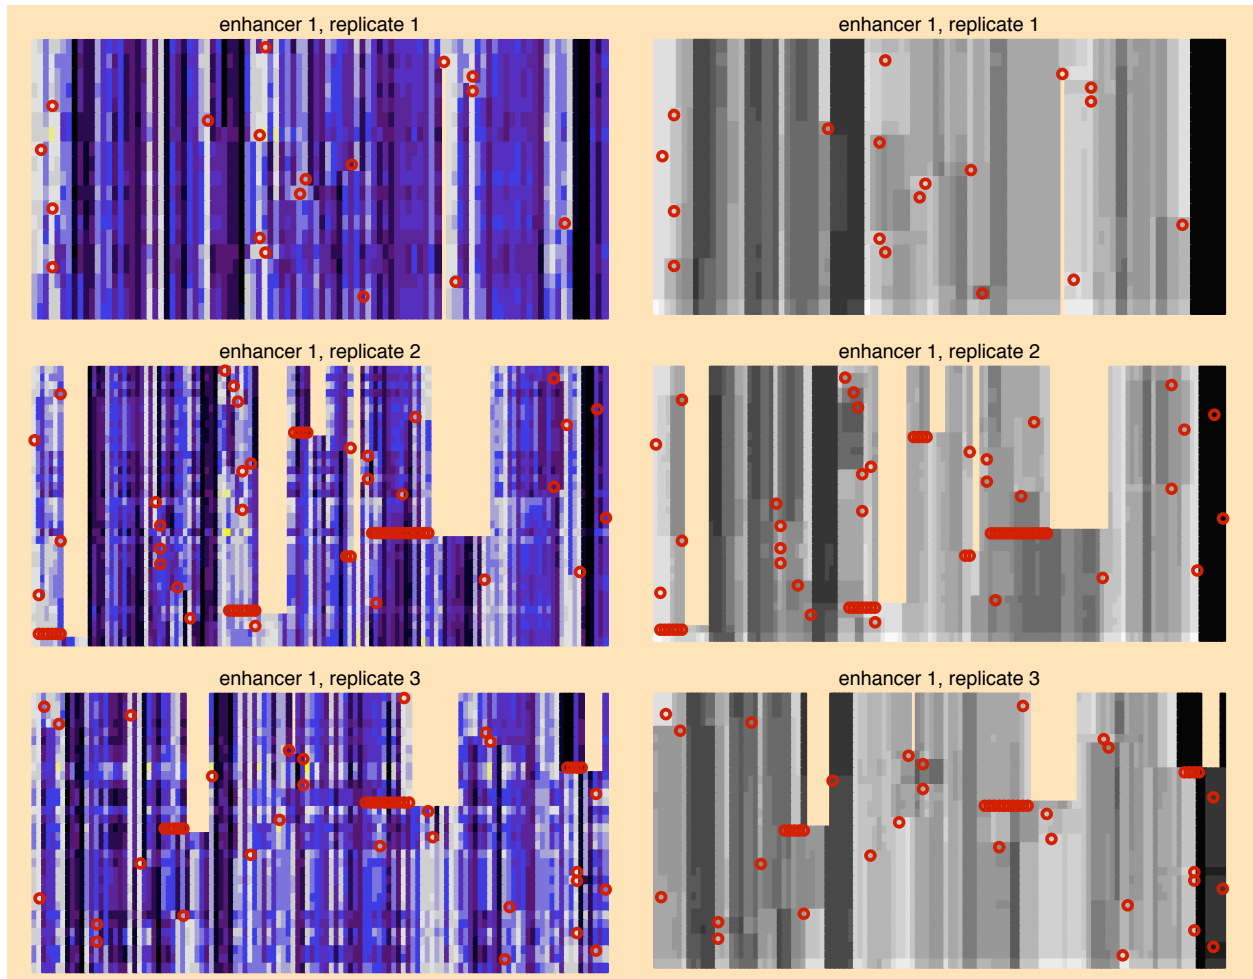 enhancer 1, replicate 1
enhancer 1, replicate 1
enhancer 1, replicate 2
enhancer 1, replicate 2
enhancer 1, replicate 3
enhancer 1, replicate 3